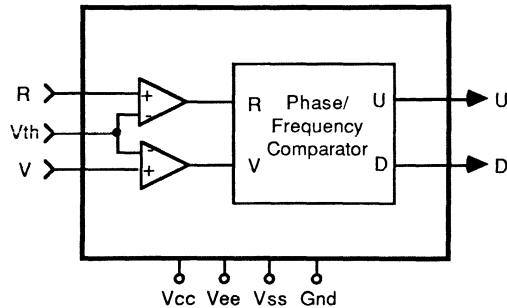 R
Vth
V
+
-
-
+
R
V
Phase/
Frequency
Comparator
U
D
U
D
Vcc Vee Vss Gnd